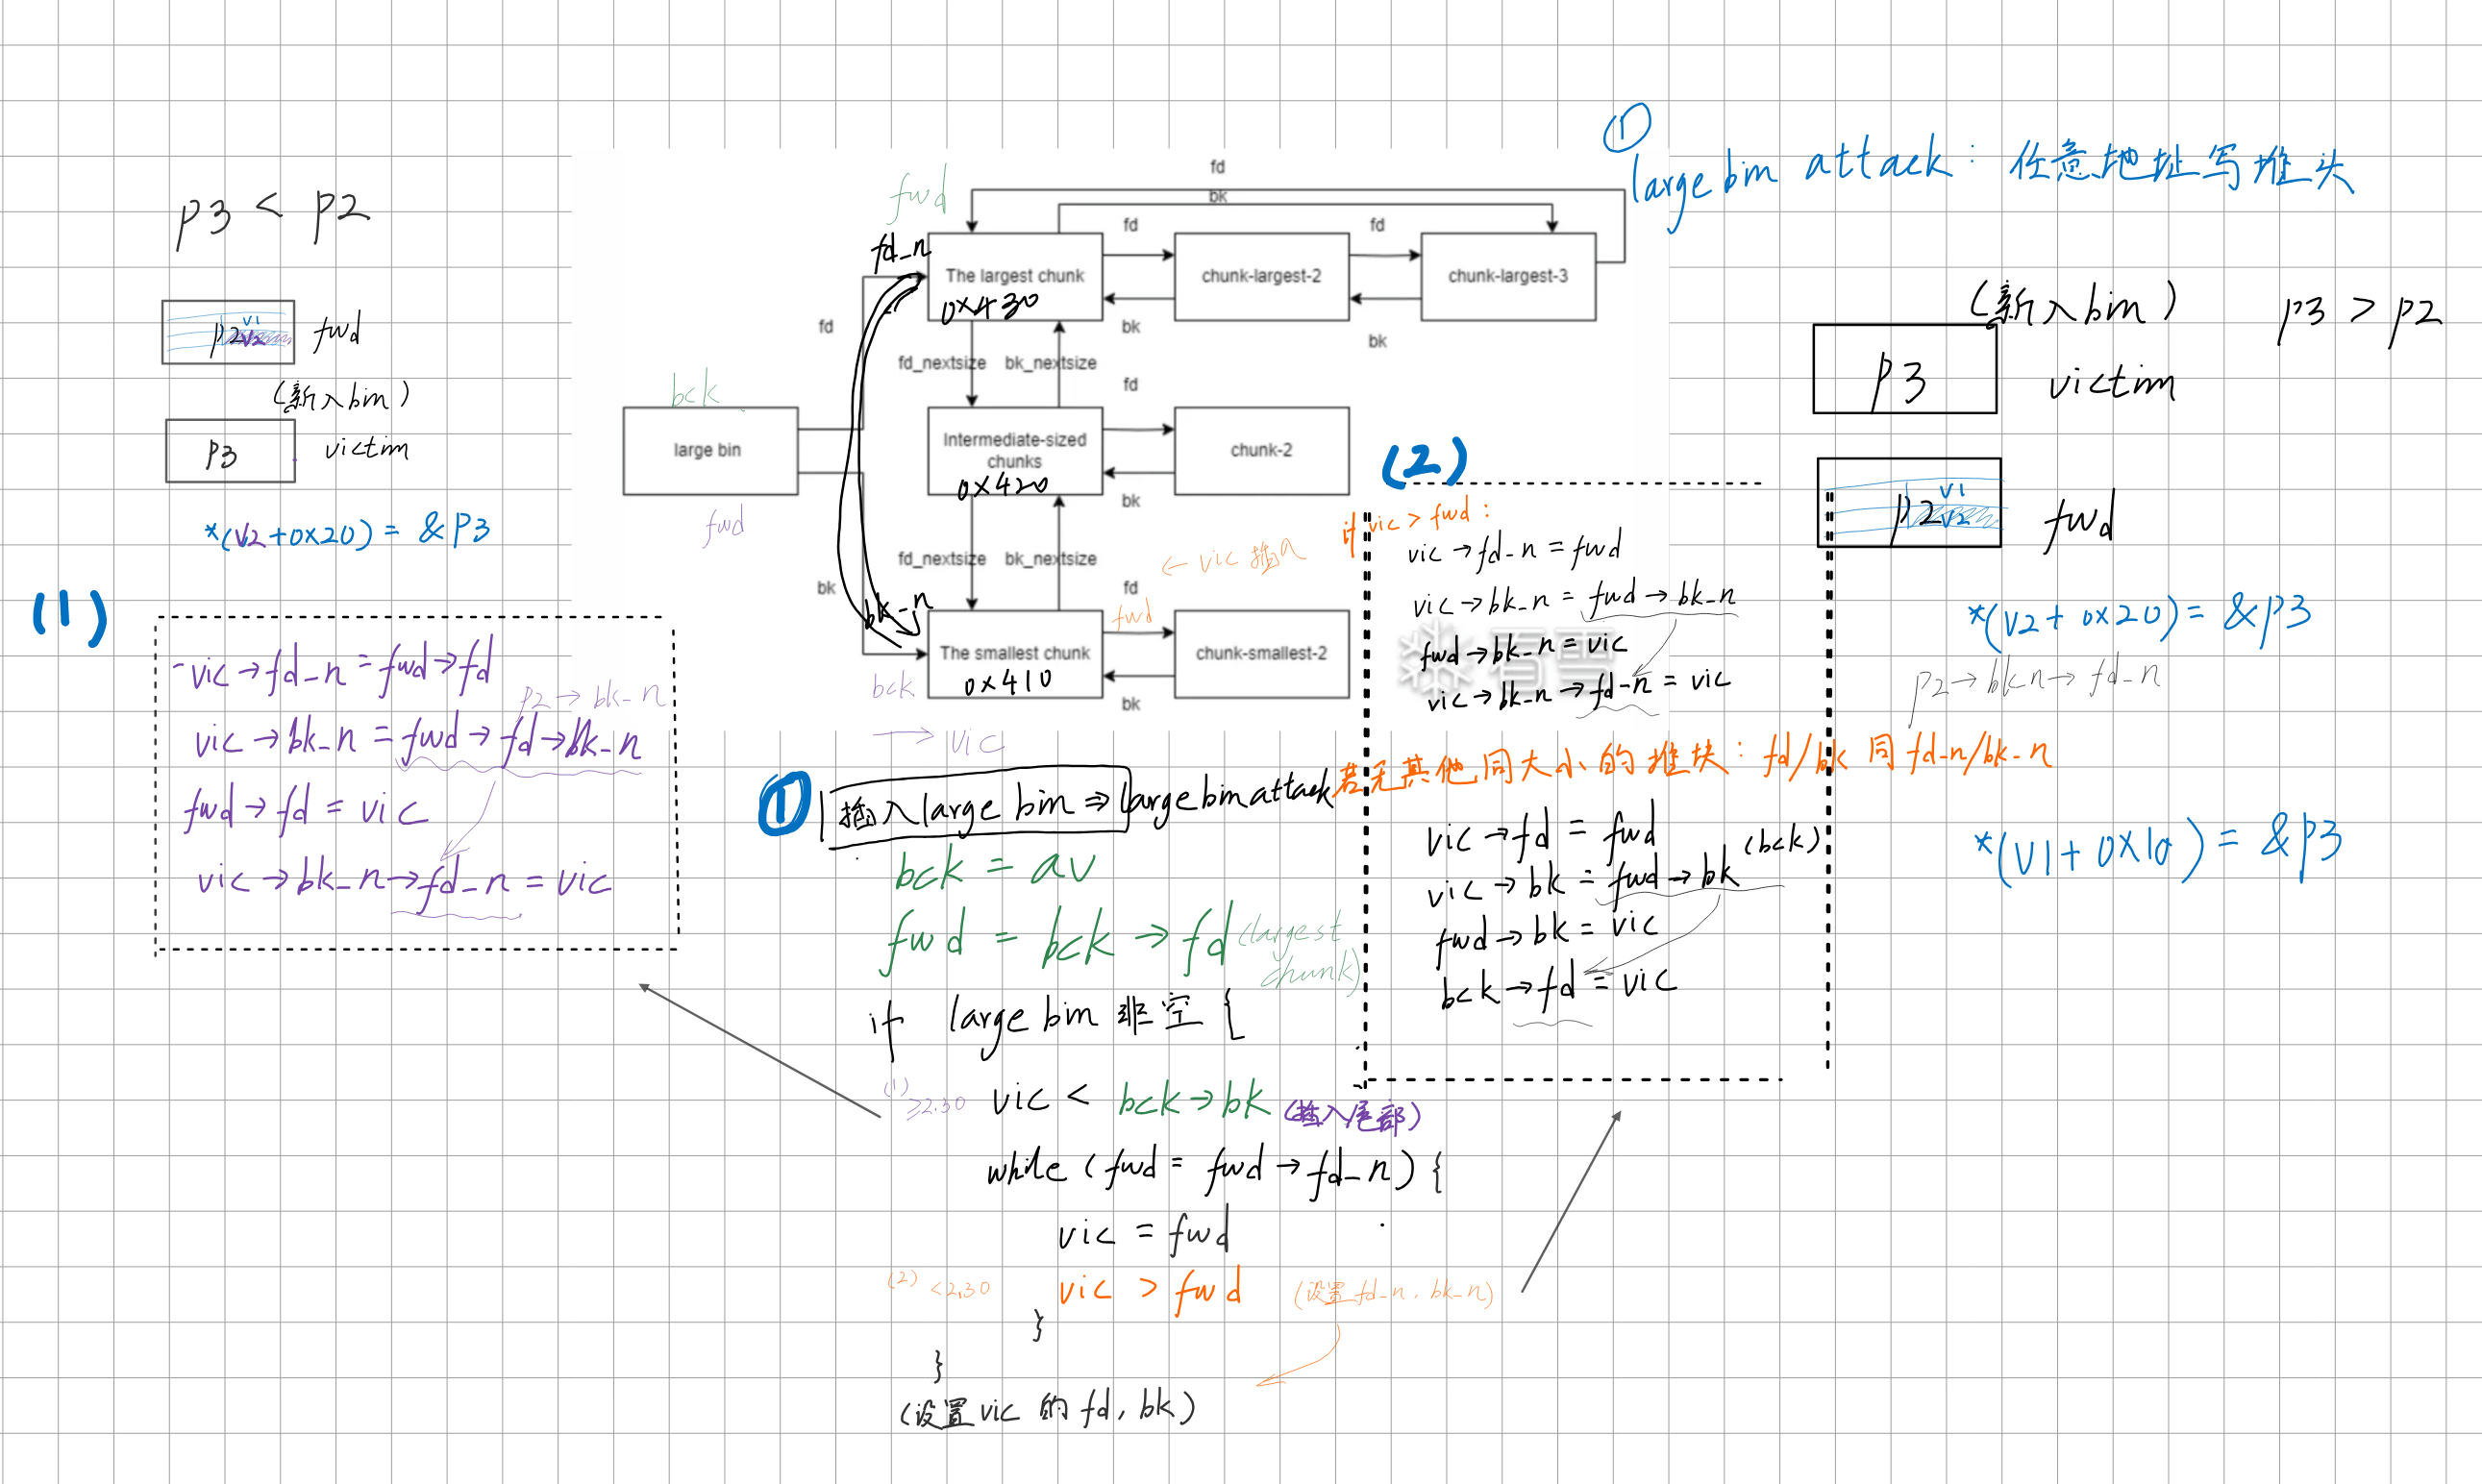 ①
large bin attack：任意地址写堆头
p3 < p2
p2 v1
v2
fwd
(新入bin)
p3
victim
*(v2+0x20) = &p3
(1)
vic→fd_n = fwd→fd
p2→bk_n
vic→bk_n = fwd→fd→bk_n
fwd→fd = vic
vic→bk_n→fd_n = vic
fwd
fd_n
fd
bk
fd
fd
The largest chunk
0x430
chunk-largest-2
chunk-largest-3
bk
bk
fd
fd_nextsize
bk_nextsize
fd
bck
large bin
fwd
Intermediate-sized
chunks
0x420
chunk-2
bk
fd_nextsize
bk_nextsize
← vic 插入
bk
bk_n
fd
fwd
The smallest chunk
0x410
chunk-smallest-2
bck
bk
→ vic
① 插入large bin ⇒ large bin attack
bck = av
fwd = bck→fd (largest
chunk)
if large bin 非空 {
(1)
≥2.30
vic < bck→bk (插入尾部)
while (fwd = fwd→fd_n) {
vic = fwd
(2) <2.30
vic > fwd
(设置fd_n, bk_n)
}
}
(设置vic 的 fd, bk)
(2)
if vic > fwd:
vic→fd_n = fwd
vic→bk_n = fwd→bk_n
有雪
fwd→bk_n = vic
vic→bk_n→fd_n = vic
若无其他同大小的堆块：fd/bk 同 fd_n/bk_n
vic→fd = fwd
vic→bk = fwd→bk (bck)
fwd→bk = vic
bck→fd = vic
(新入bin)
p3 > p2
p3
victim
p2 v1
v2
fwd
*(v2+0x20) = &p3
p2→bk_n→fd_n
*(v1+0x10) = &p3